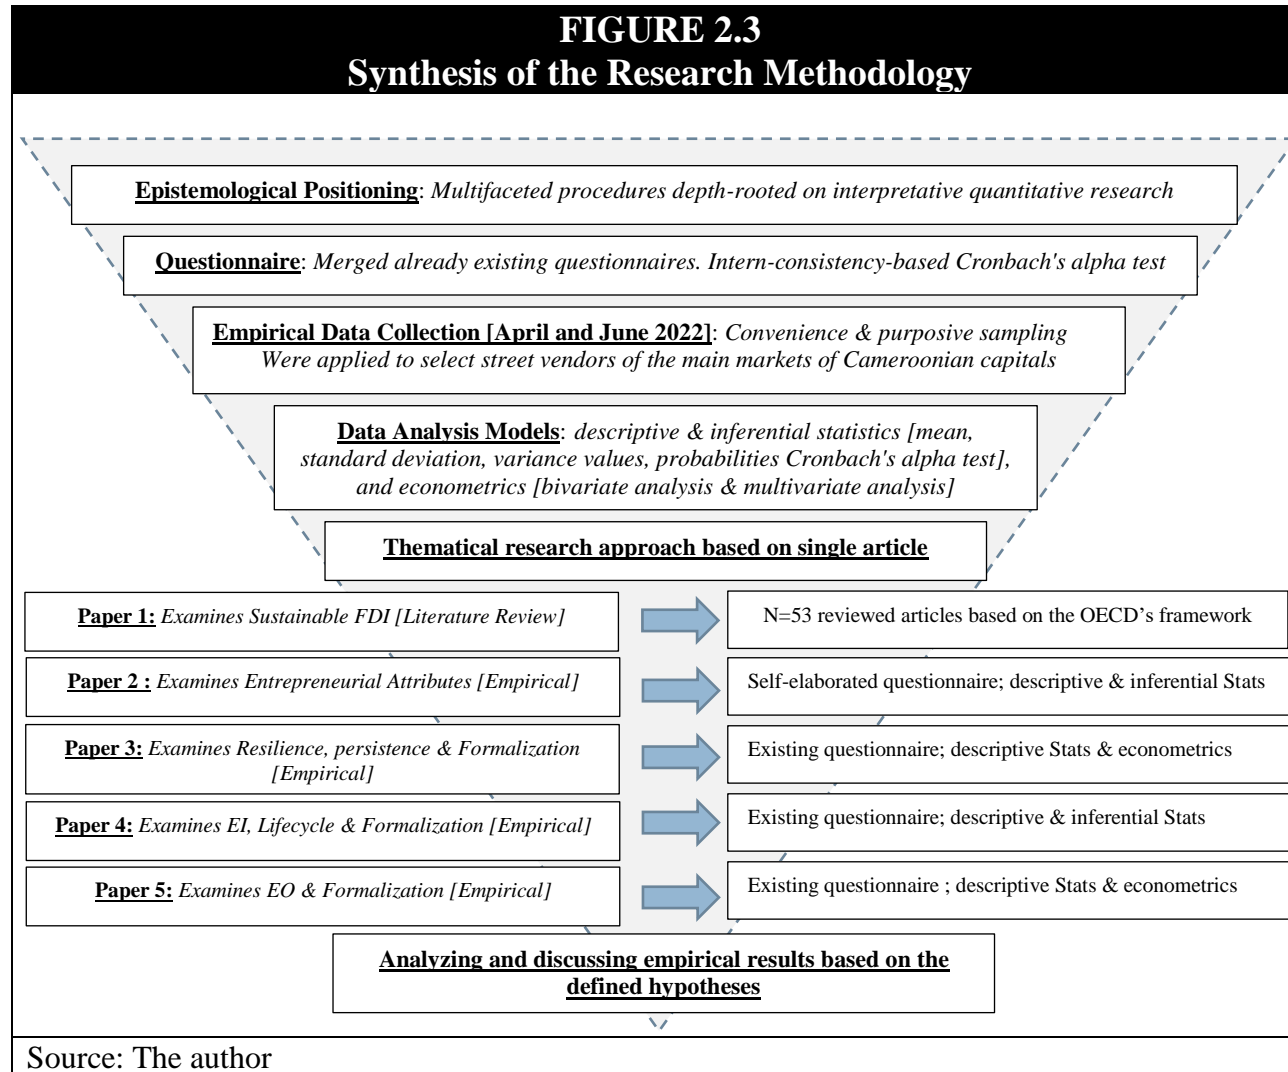 FIGURE 2.3
Synthesis of the Research Methodology
Epistemological Positioning: Multifaceted procedures depth-rooted on interpretative quantitative research
Questionnaire: Merged already existing questionnaires. Intern-consistency-based Cronbach's alpha test
Empirical Data Collection [April and June 2022]: Convenience & purposive sampling
Were applied to select street vendors of the main markets of Cameroonian capitals
Data Analysis Models: descriptive & inferential statistics [mean,
standard deviation, variance values, probabilities Cronbach's alpha test],
and econometrics [bivariate analysis & multivariate analysis]
Thematical research approach based on single article
Paper 1: Examines Sustainable FDI [Literature Review]
N=53 reviewed articles based on the OECD’s framework
Paper 2 : Examines Entrepreneurial Attributes [Empirical]
Self-elaborated questionnaire; descriptive & inferential Stats
Paper 3: Examines Resilience, persistence & Formalization
[Empirical]
Existing questionnaire; descriptive Stats & econometrics
Paper 4: Examines EI, Lifecycle & Formalization [Empirical]
Existing questionnaire; descriptive & inferential Stats
Paper 5: Examines EO & Formalization [Empirical]
Existing questionnaire ; descriptive Stats & econometrics
Analyzing and discussing empirical results based on the
defined hypotheses
Source: The author